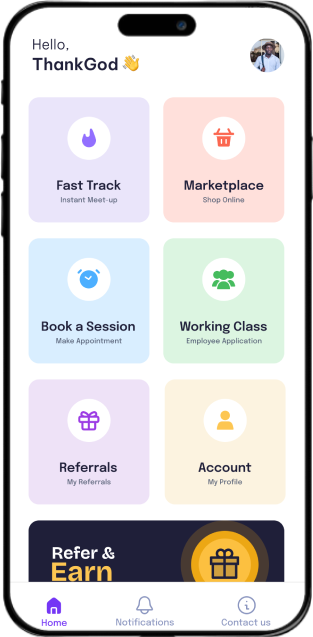 Hello,
ThankGod 👋
Fast Track
Instant Meet-up
Marketplace
Shop Online
Book a Session
Make Appointment
Working Class
Employee Application
Referrals
My Referrals
Account
My Profile
Refer &
Earn
Home
Notifications
Contact us